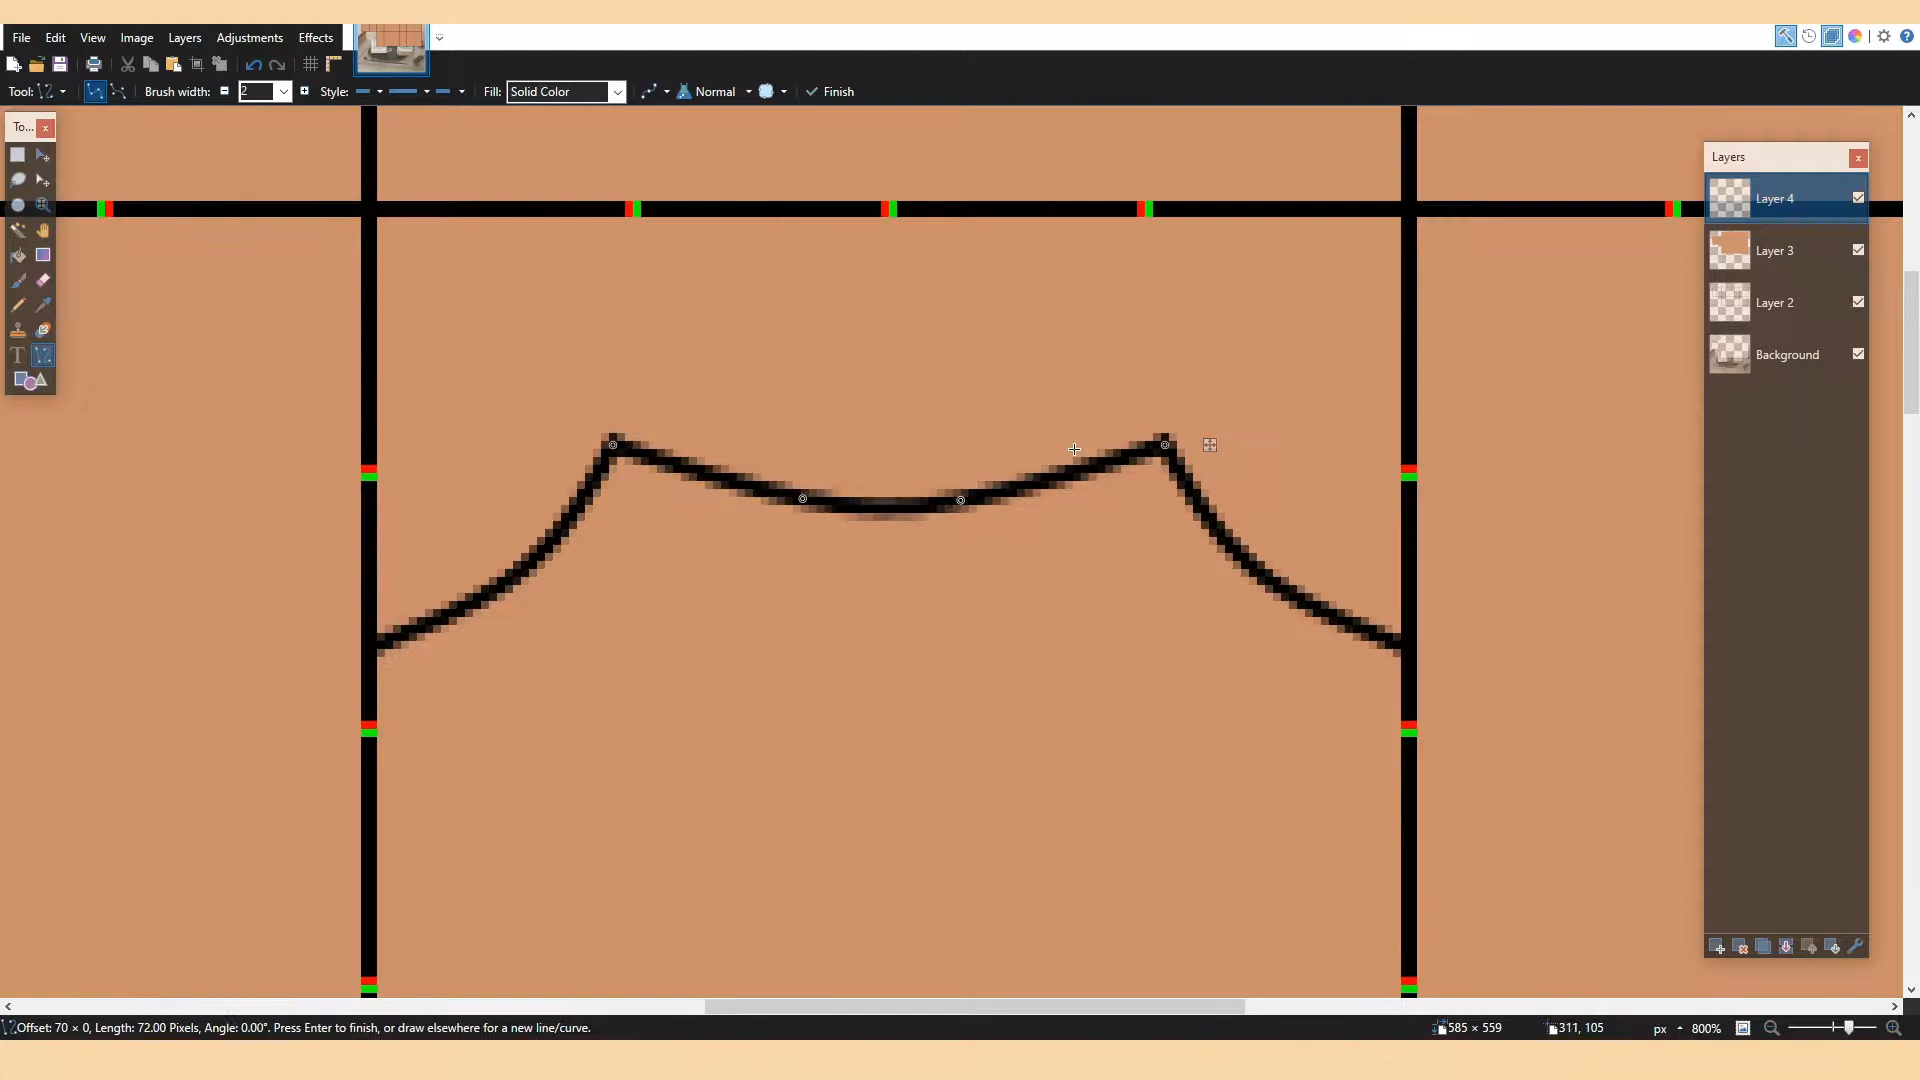 File Edit View Image Layers Adjustments Effects
Tool: Brush width: 2 Style: Fill: Solid Color Normal Finish
To...
Layers
Layer 4
Layer 3
Layer 2
Background
Offset: 70 × 0, Length: 72.00 Pixels, Angle: 0.00°. Press Enter to finish, or draw elsewhere for a new line/curve.
585 × 559 311, 105 px 800%